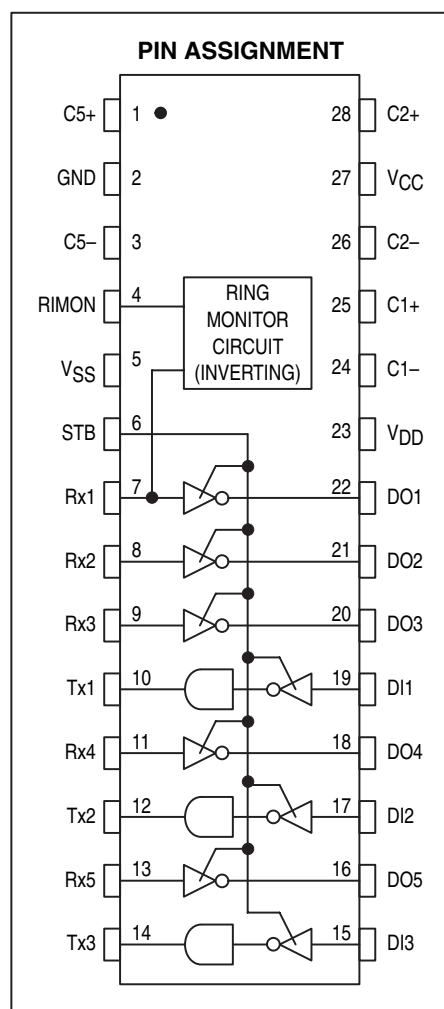 PIN ASSIGNMENT
C5+ 1 28 C2+
GND 2 27 VCC
C5– 3 26 C2–
RIMON 4 25 C1+
RING
MONITOR
CIRCUIT
(INVERTING)
VSS 5 24 C1–
STB 6 23 VDD
Rx1 7 22 DO1
Rx2 8 21 DO2
Rx3 9 20 DO3
Tx1 10 19 DI1
Rx4 11 18 DO4
Tx2 12 17 DI2
Rx5 13 16 DO5
Tx3 14 15 DI3